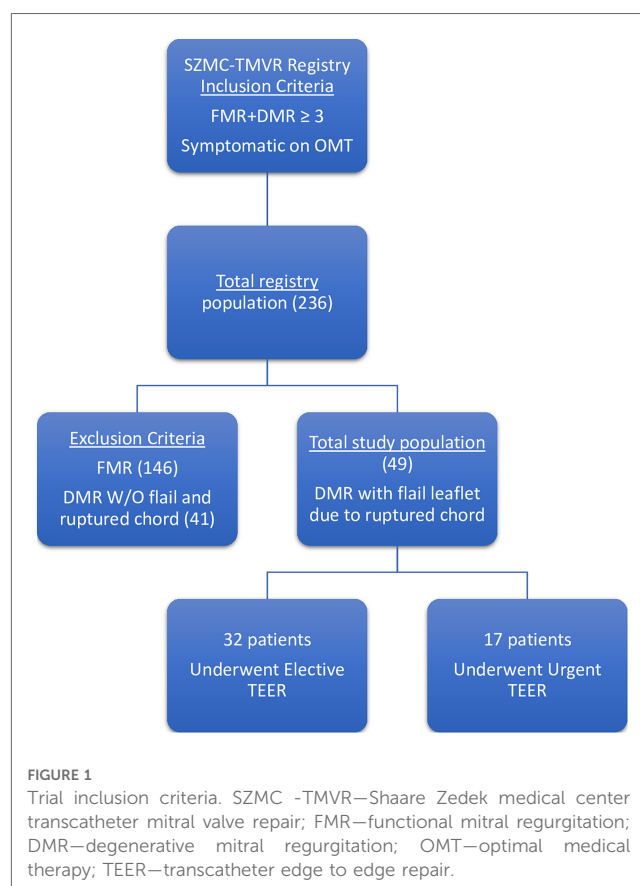 SZMC-TMVR Registry
Inclusion Criteria
FMR+DMR ≥ 3
Symptomatic on OMT
Total registry
population (236)
Exclusion Criteria
FMR (146)
DMR W/O flail and
ruptured chord (41)
Total study population
(49)
DMR with flail leaflet
due to ruptured chord
32 patients
Underwent Elective
TEER
17 patients
Underwent Urgent
TEER
FIGURE 1
Trial inclusion criteria. SZMC -TMVR—Shaare Zedek medical center
transcatheter mitral valve repair; FMR—functional mitral regurgitation;
DMR—degenerative mitral regurgitation; OMT—optimal medical
therapy; TEER—transcatheter edge to edge repair.